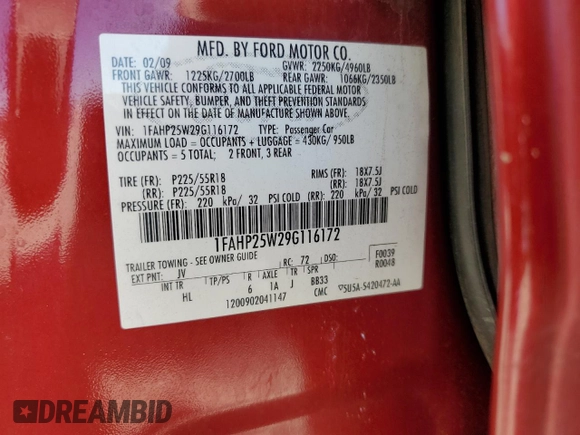 MFD. BY FORD MOTOR CO.
DATE: 02/09 GVWR: 2250KG/4960LB
FRONT GAWR: 1225KG/2700LB REAR GAWR: 1066KG/2350LB
THIS VEHICLE CONFORMS TO ALL APPLICABLE FEDERAL MOTOR
VEHICLE SAFETY, BUMPER, AND THEFT PREVENTION STANDARDS
IN EFFECT ON THE DATE OF MANUFACTURE SHOWN ABOVE.
VIN: 1FAHP25W29G116172 TYPE: Passenger Car
MAXIMUM LOAD = OCCUPANTS + LUGGAGE = 430KG/ 950LB
OCCUPANTS = 5 TOTAL: 2 FRONT, 3 REAR
TIRE (FR): P225/55R18 RIMS (FR): 18X7.5J
(RR): P225/55R18 (RR): 18X7.5J
PRESSURE (FR): 220 kPa/ 32 PSI COLD (RR): 220 kPa/ 32 PSI COLD
1FAHP25W29G116172
TRAILER TOWING - SEE OWNER GUIDE
EXT PNT: JV RC: 72 DSO: F0039
R0048
INT TR TP/PS R AXLE TR SPR
HL 6 1A J BB33
1200902041147 CMC 5U5A-5420472-AA
DREAMBID